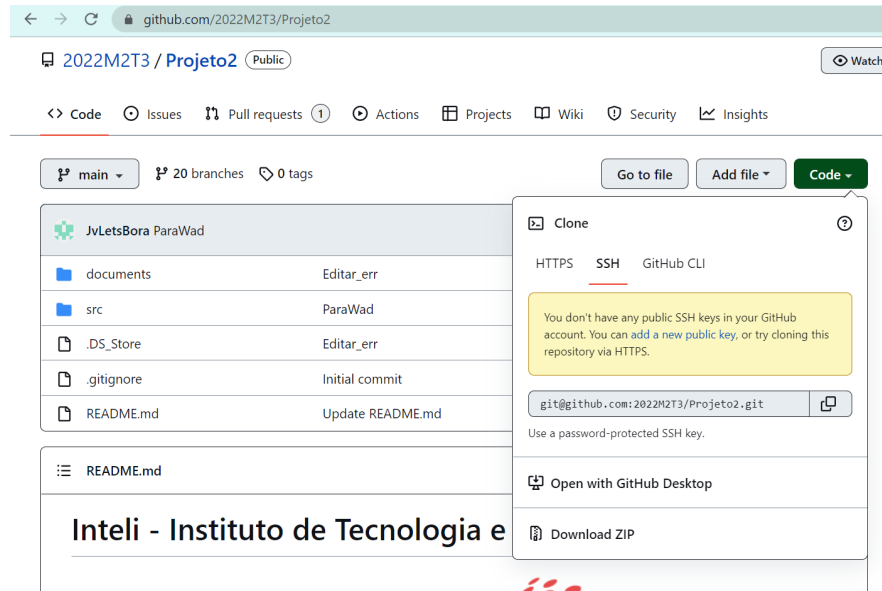 github.com/2022M2T3/Projeto2
2022M2T3 / Projeto2 Public
Watch
<> Code Issues Pull requests 1 Actions Projects Wiki Security Insights
main 20 branches 0 tags Go to file Add file Code
JvLetsBora ParaWad
documents Editar_err
src ParaWad
.DS_Store Editar_err
.gitignore Initial commit
README.md Update README.md
Clone
HTTPS SSH GitHub CLI
You don't have any public SSH keys in your GitHub
account. You can add a new public key, or try cloning this
repository via HTTPS.
git@github.com:2022M2T3/Projeto2.git
Use a password-protected SSH key.
Open with GitHub Desktop
Download ZIP
README.md
Inteli - Instituto de Tecnologia e